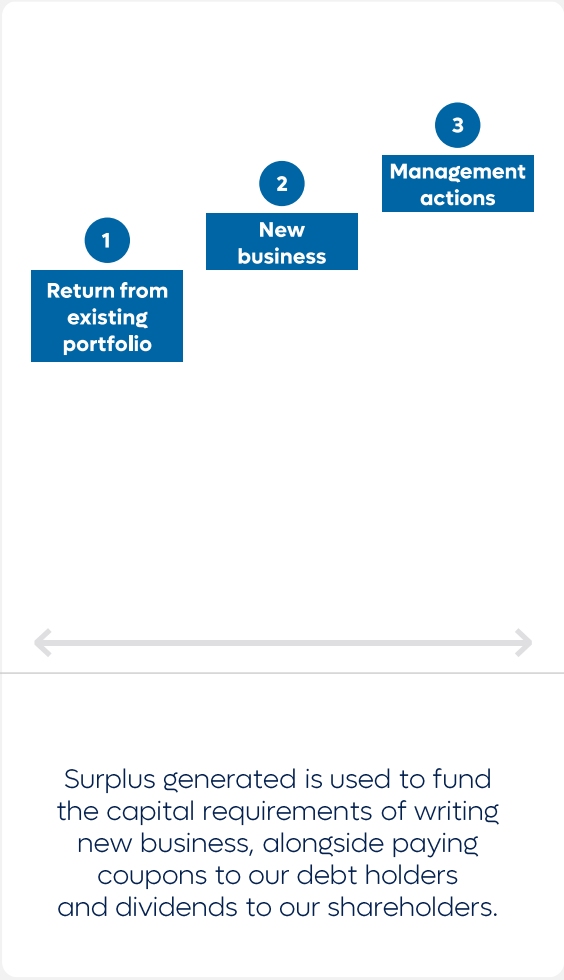 1
Return from
existing
portfolio
2
New
business
3
Management
actions
Surplus generated is used to fund
the capital requirements of writing
new business, alongside paying
coupons to our debt holders
and dividends to our shareholders.